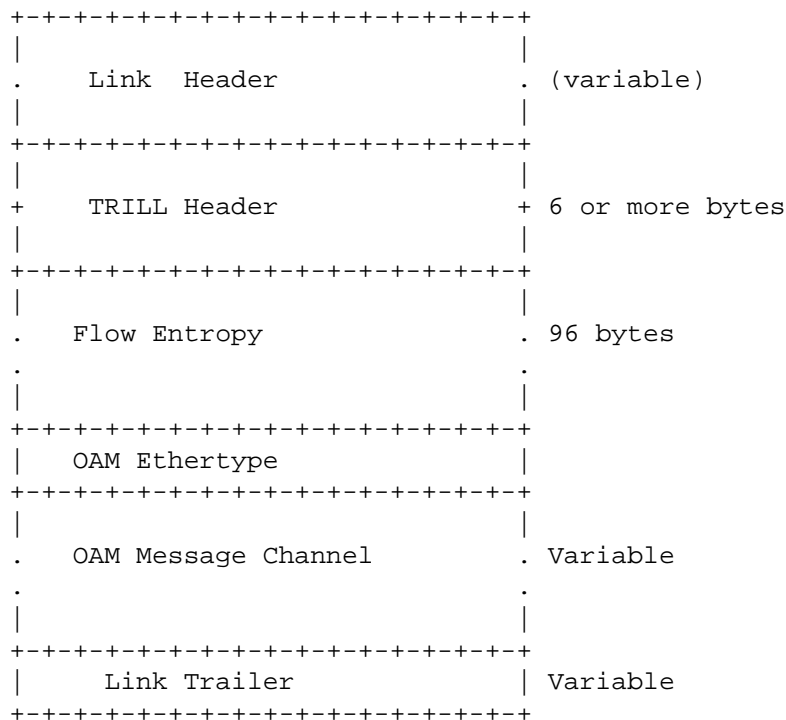 +-+-+-+-+-+-+-+-+-+-+-+-+-+-+-+-+
|                               |
.    Link  Header               . (variable)
|                               |
+-+-+-+-+-+-+-+-+-+-+-+-+-+-+-+-+
|                               |
+    TRILL Header               + 6 or more bytes
|                               |
+-+-+-+-+-+-+-+-+-+-+-+-+-+-+-+-+
|                               |
.   Flow Entropy                . 96 bytes
.                               .
|                               |
+-+-+-+-+-+-+-+-+-+-+-+-+-+-+-+-+
|   OAM Ethertype               |
+-+-+-+-+-+-+-+-+-+-+-+-+-+-+-+-+
|                               |
.   OAM Message Channel         . Variable
.                               .
|                               |
+-+-+-+-+-+-+-+-+-+-+-+-+-+-+-+-+
|     Link Trailer              | Variable
+-+-+-+-+-+-+-+-+-+-+-+-+-+-+-+-+